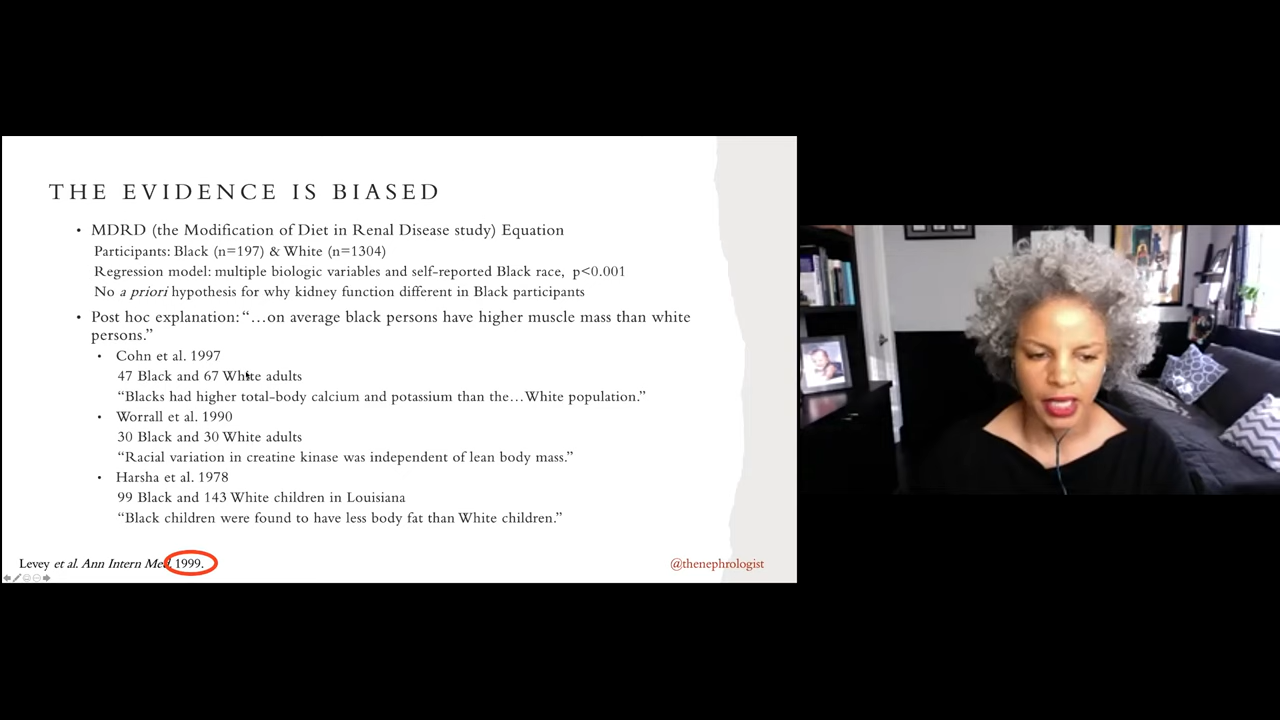 THE EVIDENCE IS BIASED
• MDRD (the Modification of Diet in Renal Disease study) Equation
Participants: Black (n=197) & White (n=1304)
Regression model: multiple biologic variables and self-reported Black race, p<0.001
No a priori hypothesis for why kidney function different in Black participants
• Post hoc explanation: “…on average black persons have higher muscle mass than white
persons.”
• Cohn et al. 1997
47 Black and 67 White adults
“Blacks had higher total-body calcium and potassium than the…White population.”
• Worrall et al. 1990
30 Black and 30 White adults
“Racial variation in creatine kinase was independent of lean body mass.”
• Harsha et al. 1978
99 Black and 143 White children in Louisiana
“Black children were found to have less body fat than White children.”
Levey et al. Ann Intern Med. 1999.
@thenephrologist